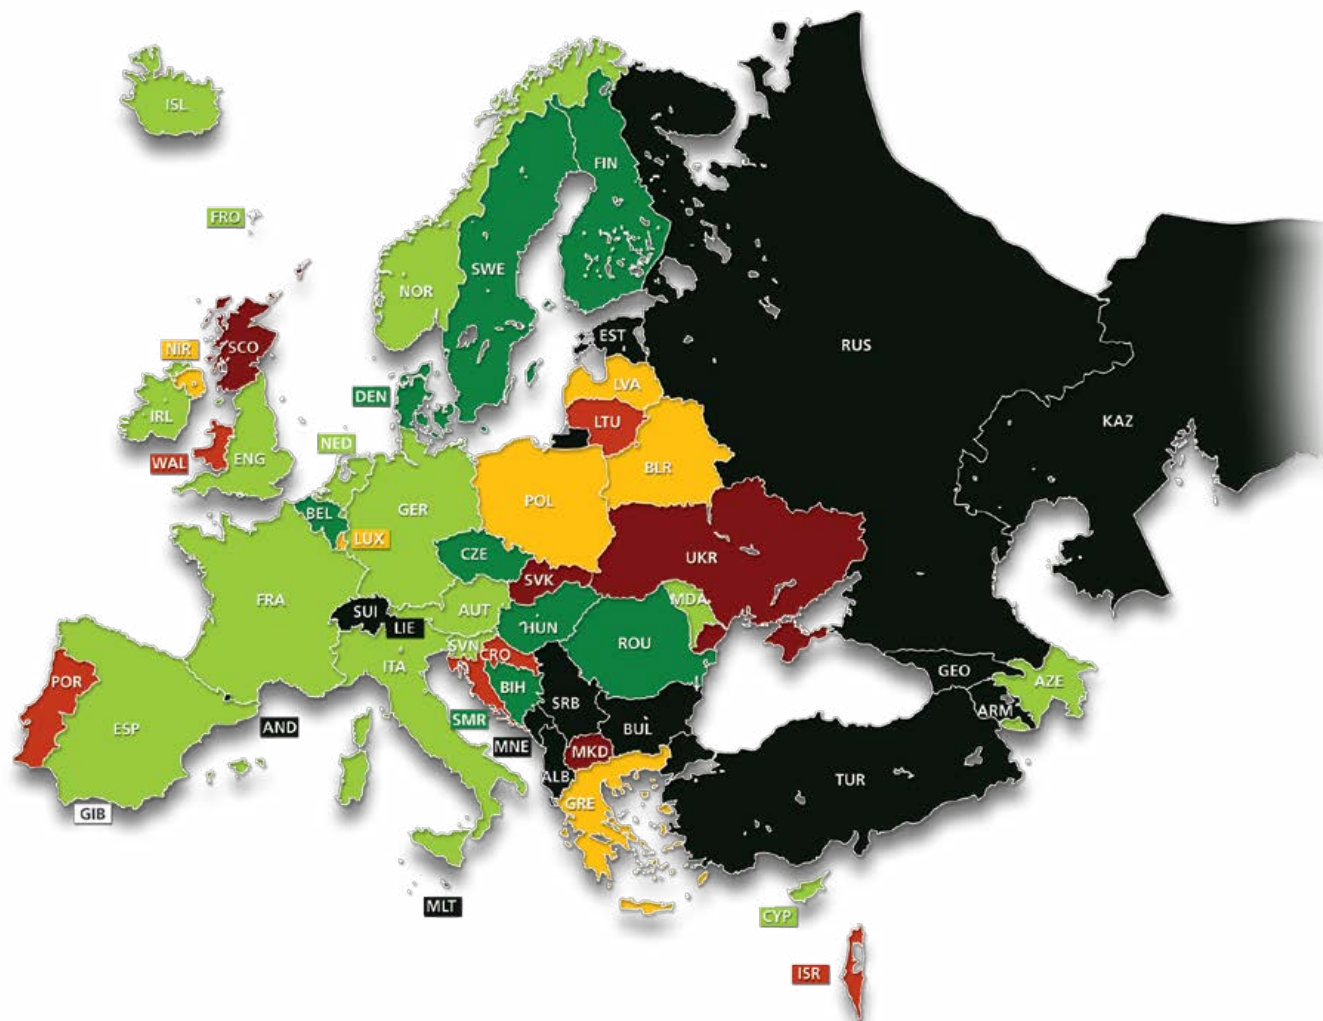 ISL
FIN
FRO
SWE
NOR
EST
RUS
SCO
NIR
LVA
DEN
IRL
LTU
KAZ
NED
ENG
WAL
BLR
POL
GER
BEL
LUX
CZE
UKR
SVK
FRA
MDA
AUT
SUI
LIE
HUN
ROU
SVN
CRO
ITA
GEO
POR
AZE
BIH
SRB
ARM
SMR
ESP
AND
BUL
MNE
MKD
ALB
TUR
GRE
GIB
MLT
CYP
ISR